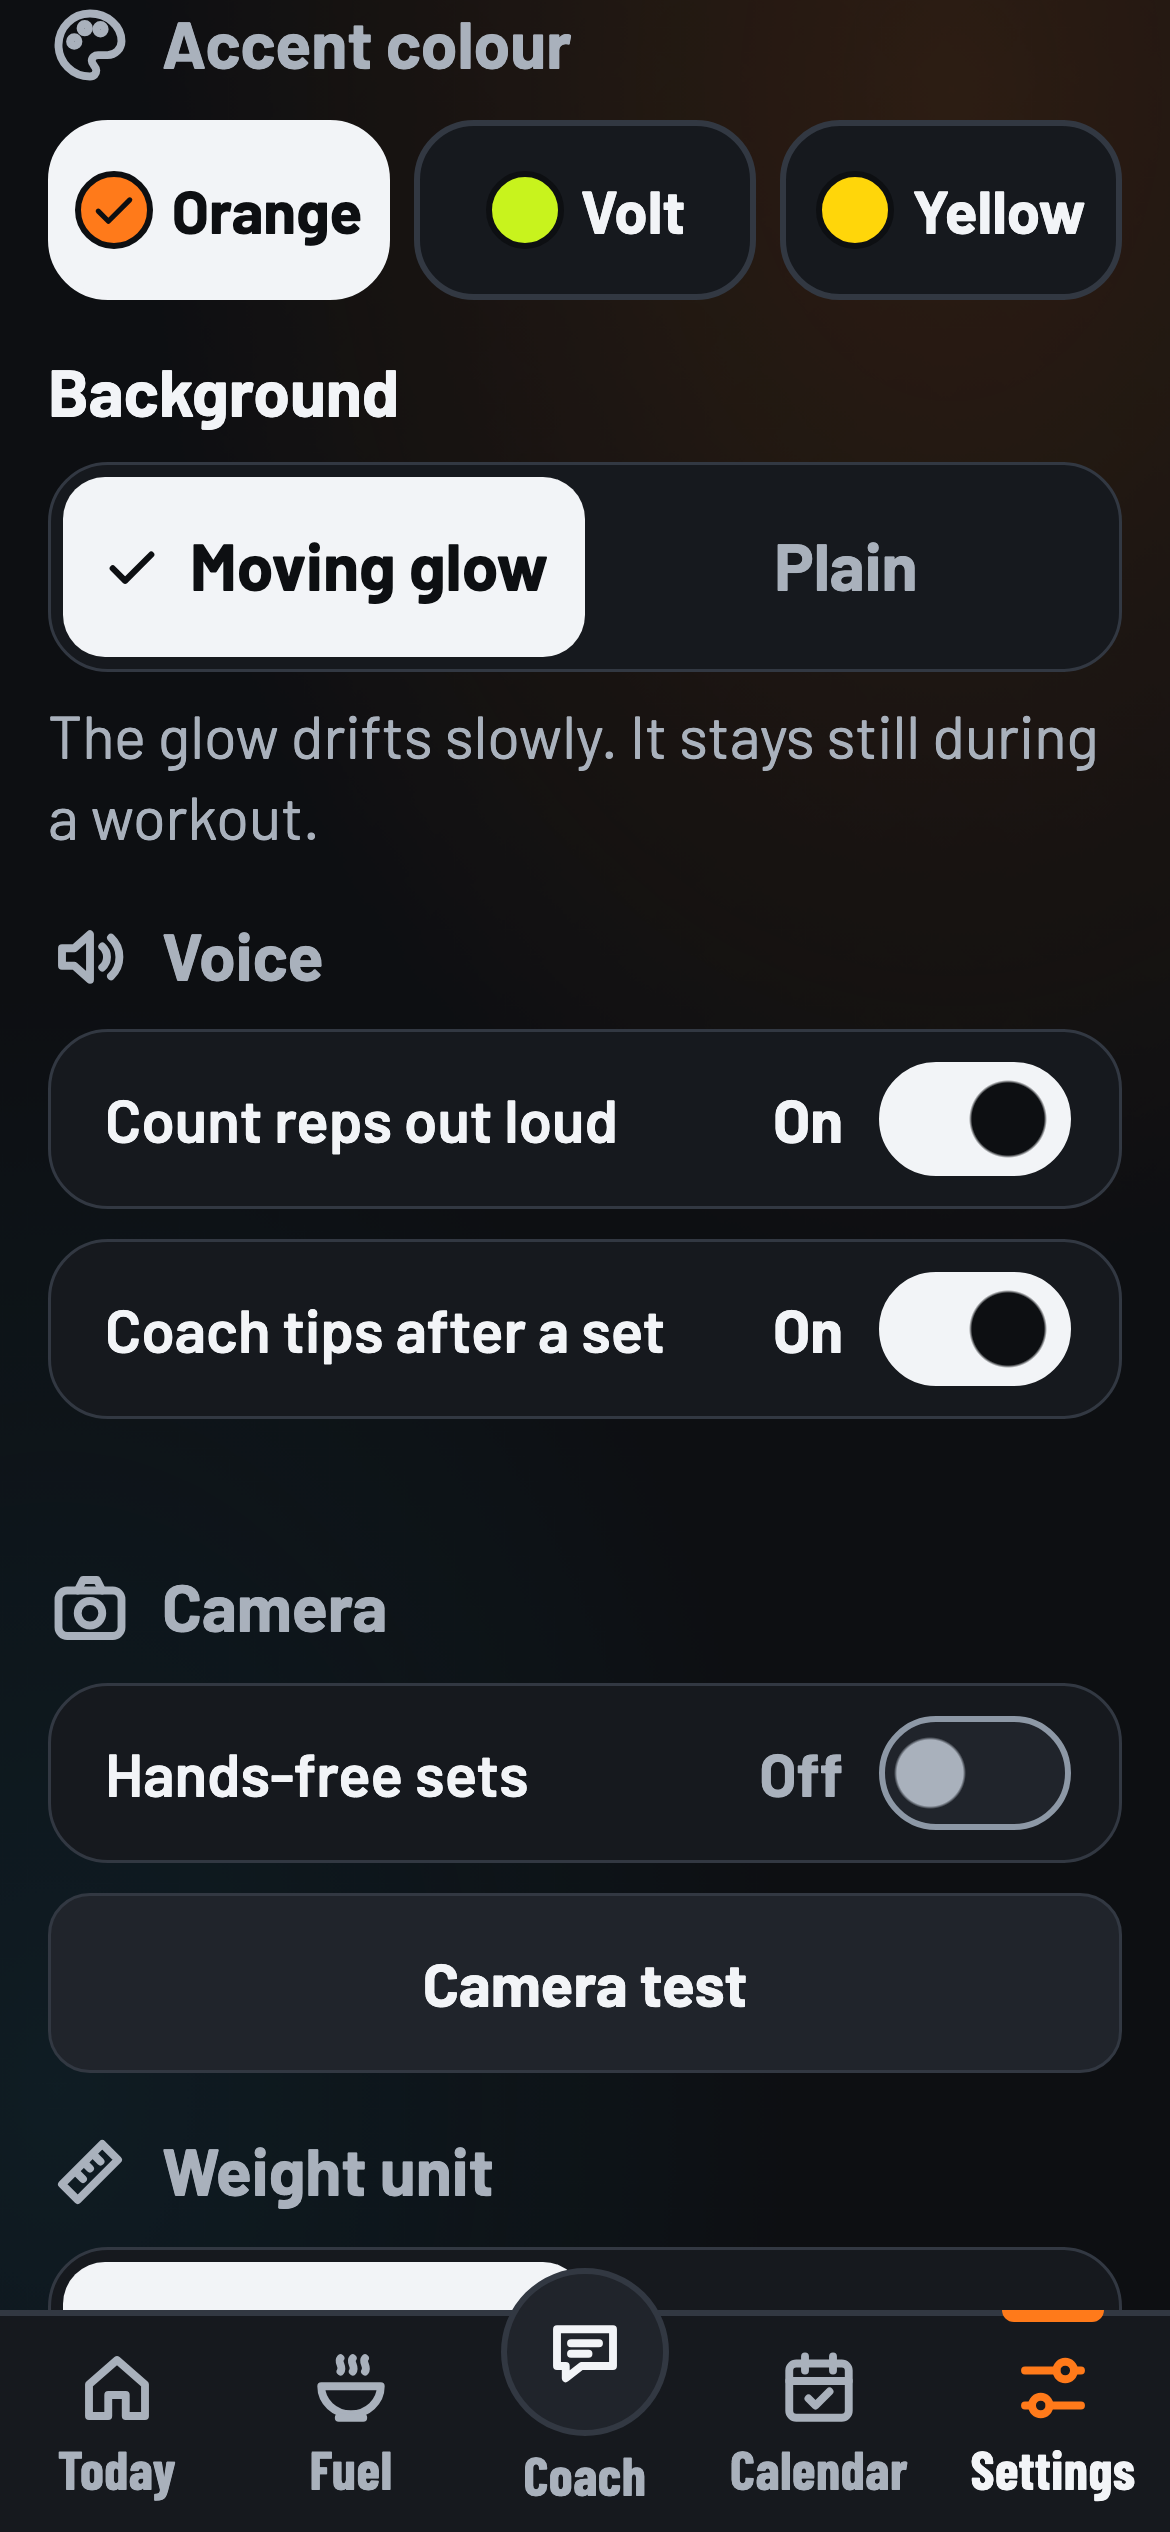 Accent colour
Orange
Volt
Yellow
Background
Moving glow
Plain
The glow drifts slowly. It stays still during
a workout.
Voice
Count reps out loud On
Coach tips after a set On
Camera
Hands-free sets Off
Camera test
Weight unit
Today
Fuel
Coach
Calendar
Settings